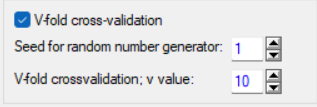 V-fold cross-validation
Seed for random number generator: 1
V-fold crossvalidation; v value: 10